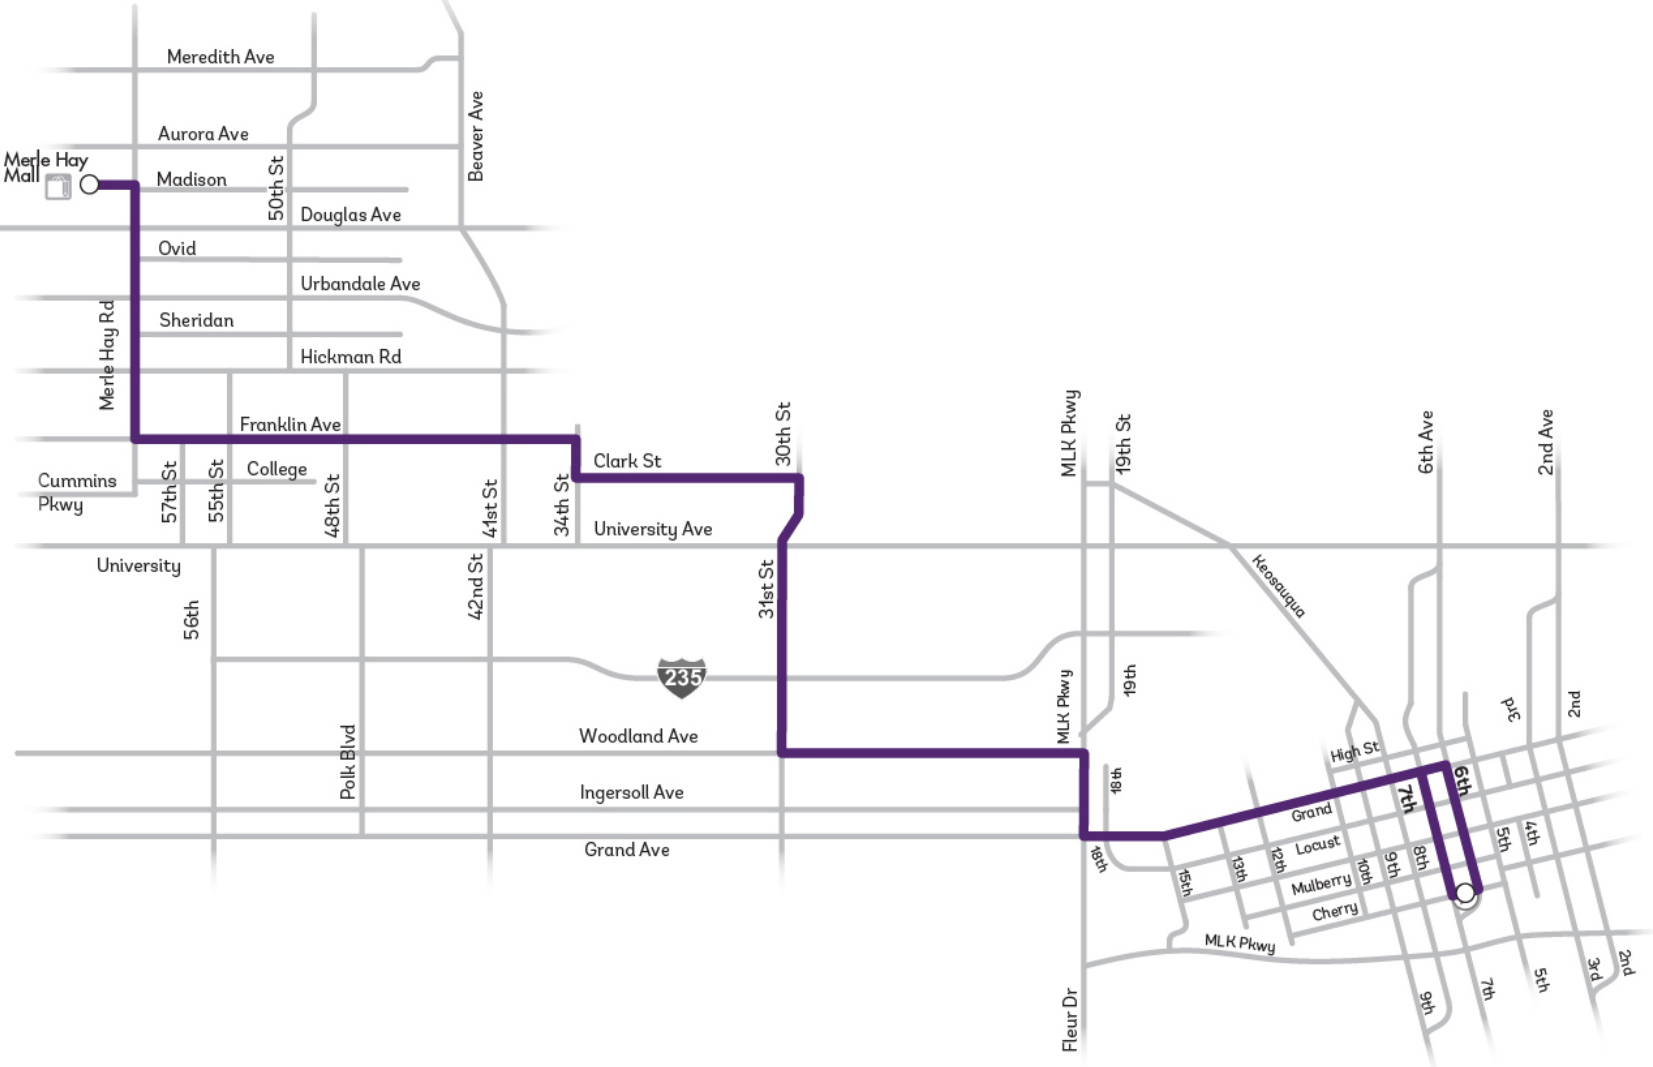 Meredith Ave
Beaver Ave
Aurora Ave
Merle Hay
Mall
Madison
50th St
Douglas Ave
Ovid
Urbandale Ave
Merle Hay Rd
Sheridan
Hickman Rd
Franklin Ave
Clark St
30th St
MLK Pkwy
19th St
6th Ave
2nd Ave
Cummins
Pkwy
College
57th St
55th St
48th St
41st St
34th St
University Ave
University
56th
42nd St
31st St
Keosauqua
235
19th
MLK Pkwy
3rd
2nd
Polk Blvd
Woodland Ave
High St
Ingersoll Ave
18th
7th
6th
Grand
Grand Ave
18th
Locust
15th
13th
12th
10th
9th
8th
5th
4th
Mulberry
Cherry
MLK Pkwy
Fleur Dr
9th
7th
5th
3rd
2nd